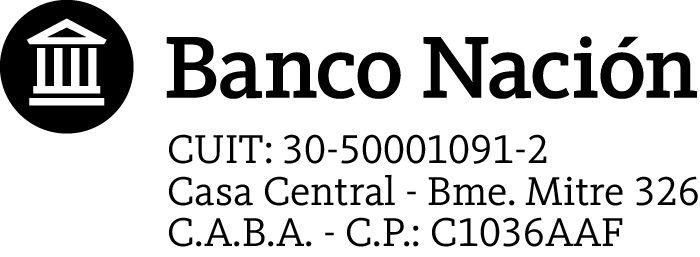 Banco Nación
CUIT: 30-50001091-2
Casa Central - Bme. Mitre 326
C.A.B.A. - C.P.: C1036AAF